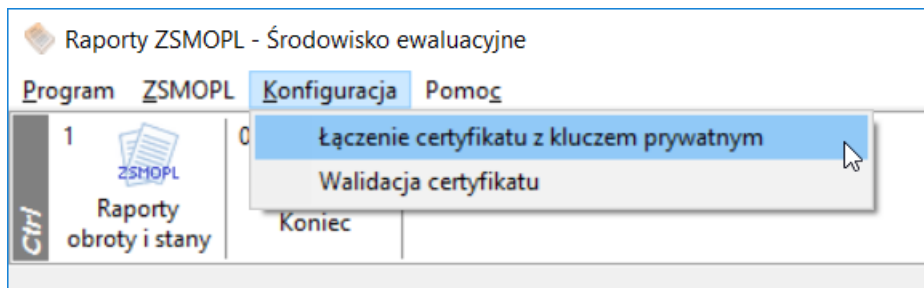 Raporty ZSMOPL - Środowisko ewaluacyjne
Program ZSMOPL Konfiguracja Pomoc
Łączenie certyfikatu z kluczem prywatnym
Walidacja certyfikatu
Ctrl
1
ZSMOPL
Raporty
obroty i stany
0
Koniec